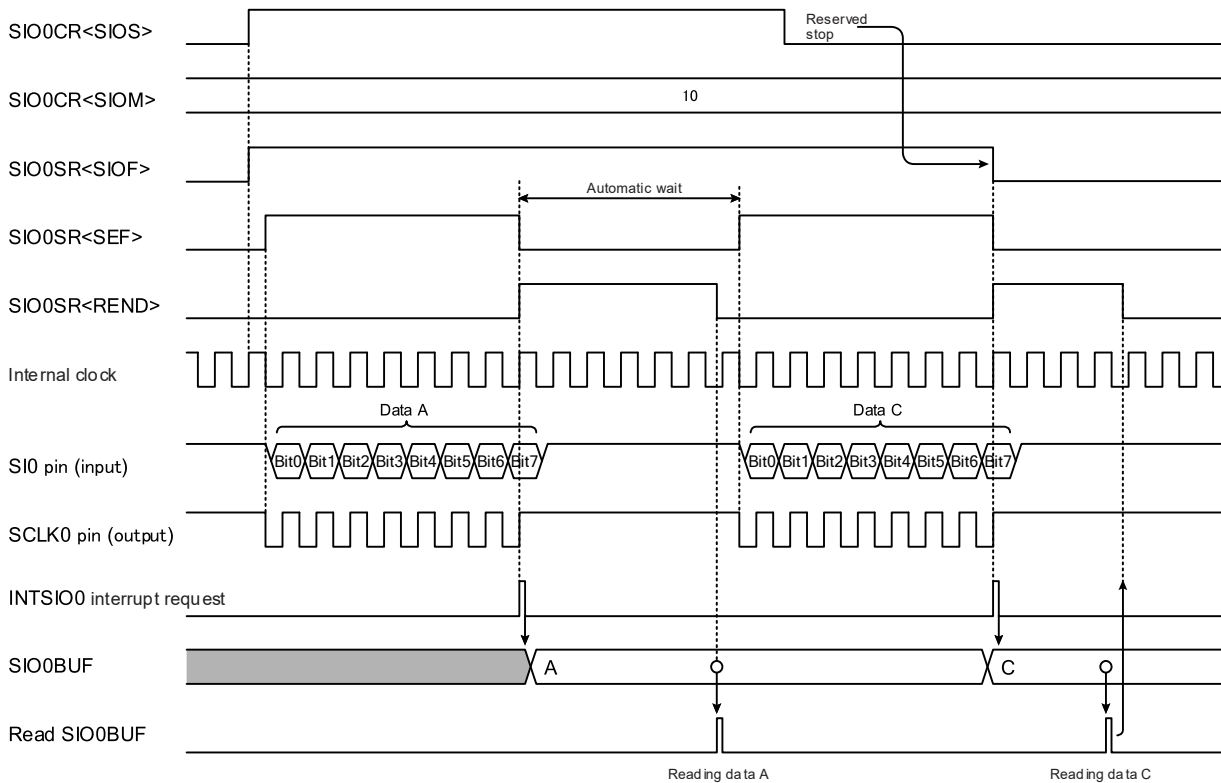 SIO0CR<SIOS>
Reserved
stop
SIO0CR<SIOM>
10
SIO0SR<SIOF>
Automatic wait
SIO0SR<SEF>
SIO0SR<REND>
Internal clock
Data A
Data C
SI0 pin (input)
Bit0 Bit1 Bit2 Bit3 Bit4 Bit5 Bit6 Bit7
Bit0 Bit1 Bit2 Bit3 Bit4 Bit5 Bit6 Bit7
SCLK0 pin (output)
INTSIO0 interrupt request
SIO0BUF
A
C
Read SIO0BUF
Reading data A
Reading data C